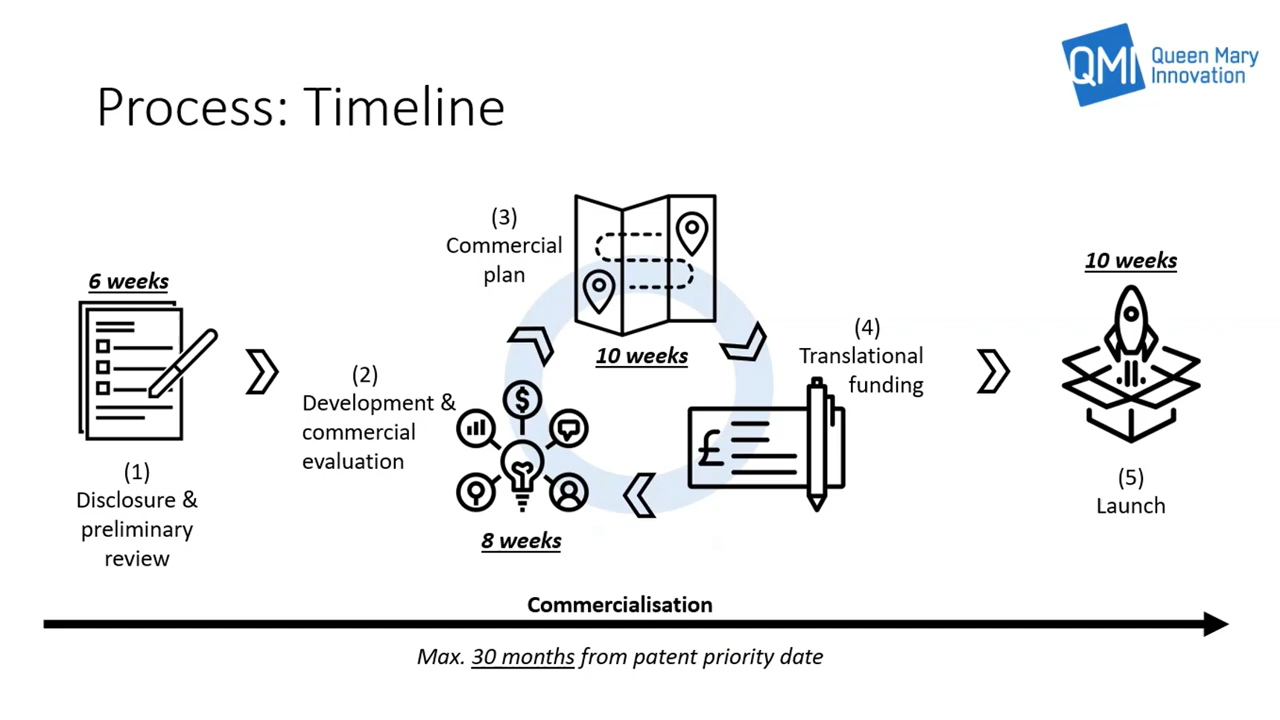 QMI Queen Mary
Innovation
Process: Timeline
6 weeks
(1)
Disclosure &
preliminary
review
(2)
Development &
commercial
evaluation
$
8 weeks
(3)
Commercial
plan
10 weeks
(4)
Translational
funding
£
10 weeks
(5)
Launch
Commercialisation
Max. 30 months from patent priority date